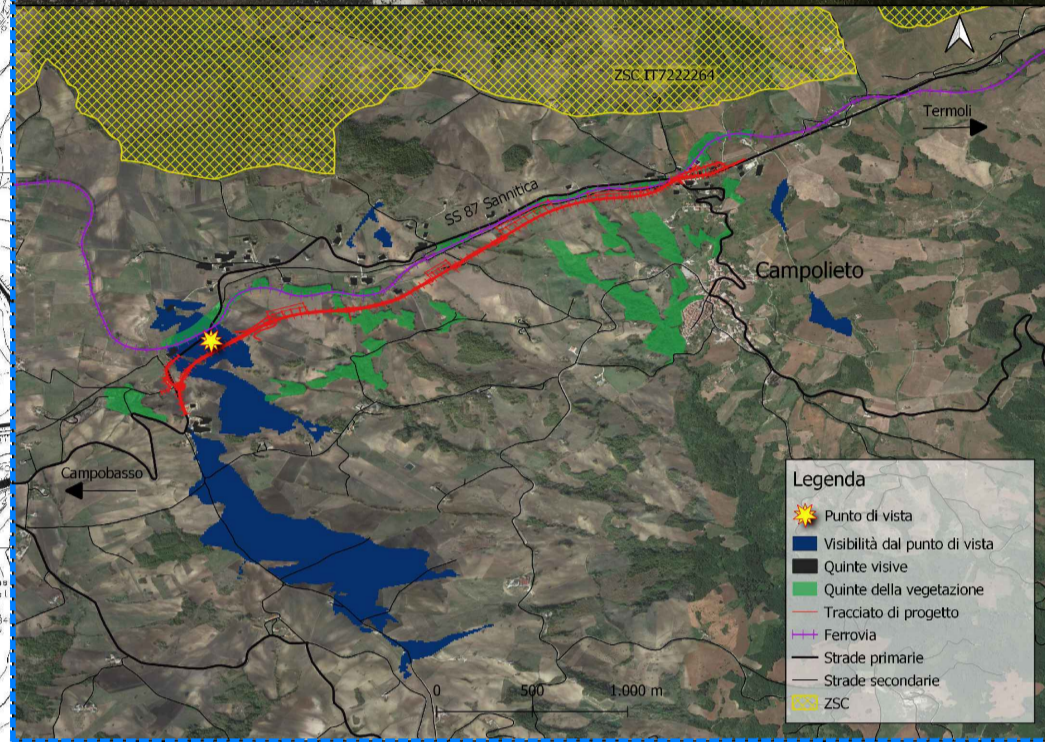 ZSC IT7222264
Termoli
SS 87 Sannitica
Campolieto
Campobasso
Legenda
Punto di vista
Visibilità dal punto di vista
Quinte visive
Quinte della vegetazione
Tracciato di progetto
Ferrovia
Strade primarie
Strade secondarie
ZSC
0 500 1.000 m